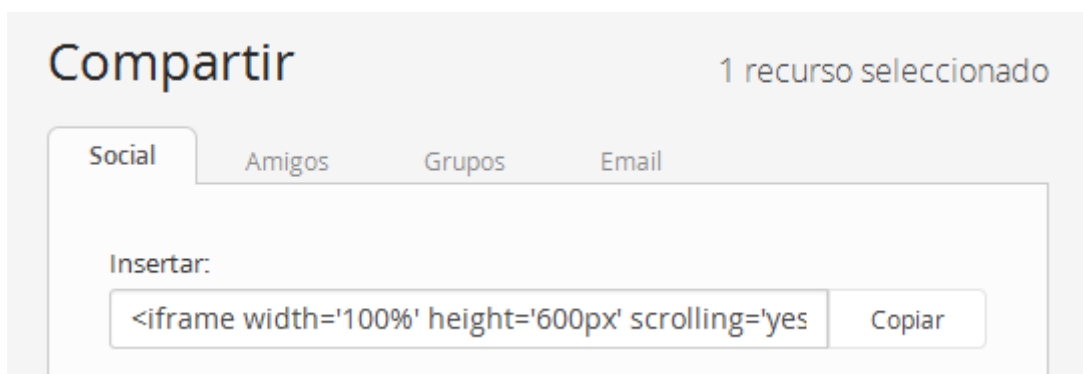 Compartir
1 recurso seleccionado
Social Amigos Grupos Email
Insertar:
<iframe width='100%' height='600px' scrolling='yes Copiar